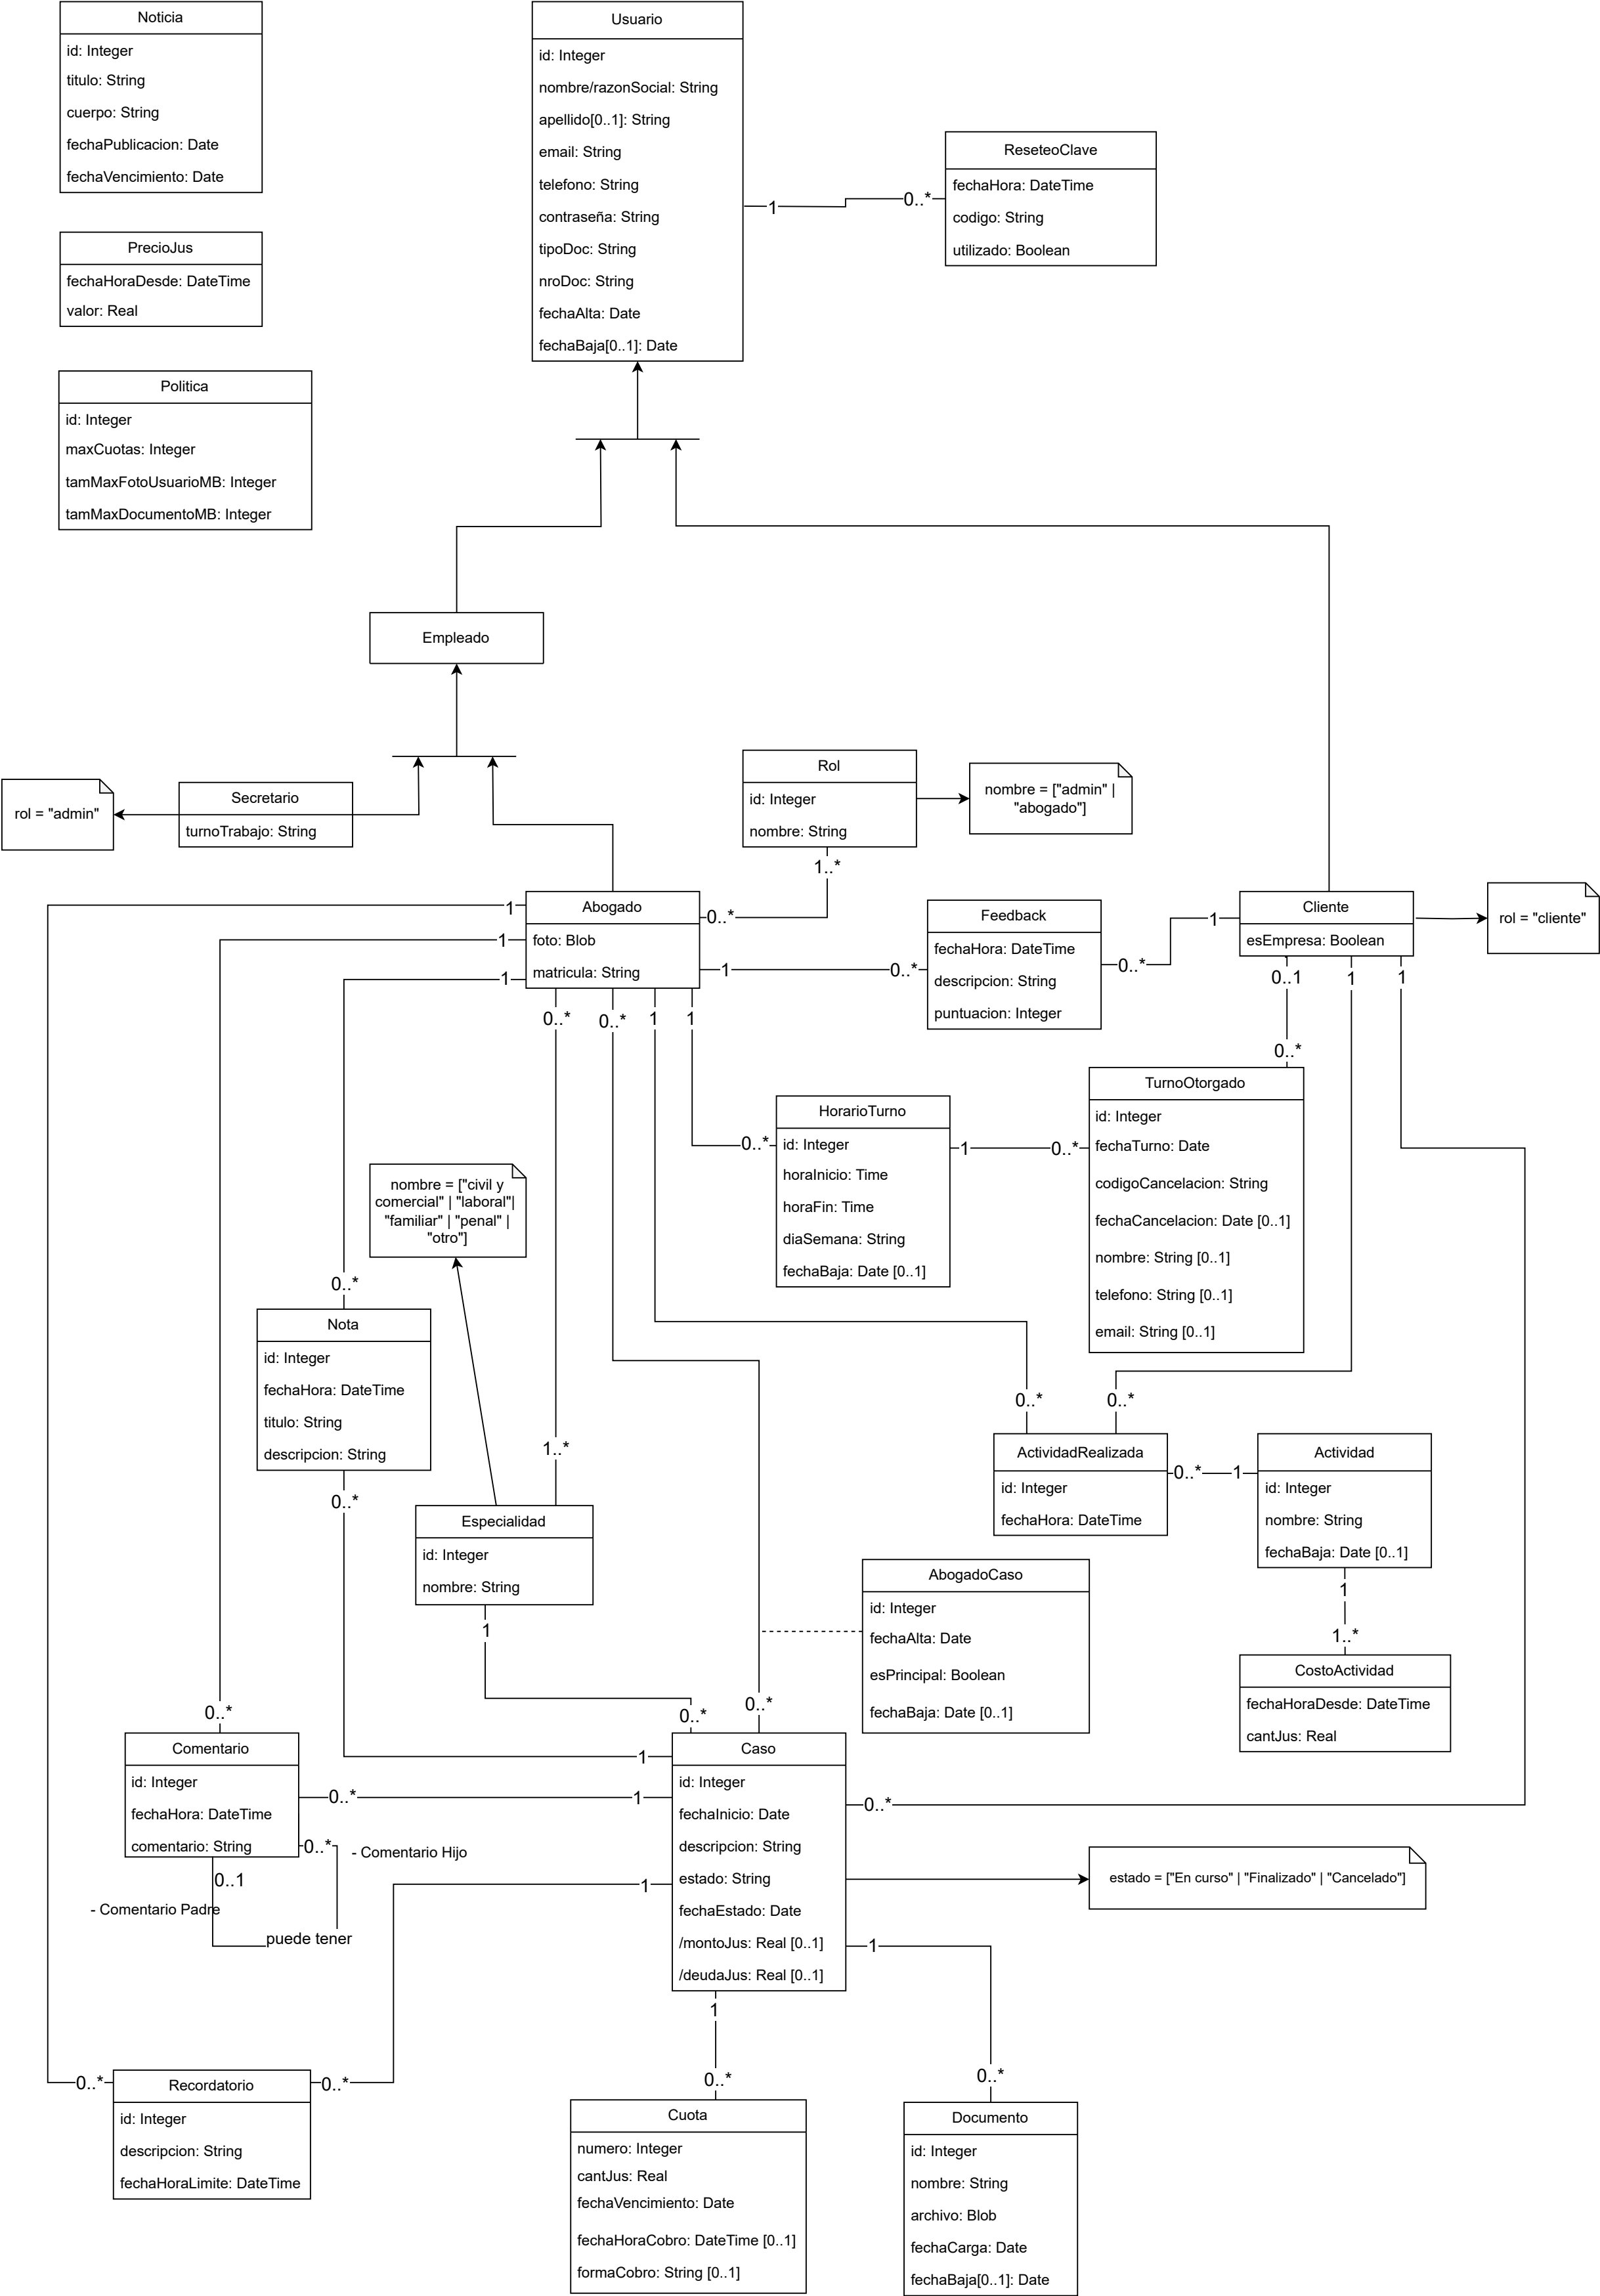 Noticia
id: Integer
titulo: String
cuerpo: String
fechaPublicacion: Date
fechaVencimiento: Date
PrecioJus
fechaHoraDesde: DateTime
valor: Real
Politica
id: Integer
maxCuotas: Integer
tamMaxFotoUsuarioMB: Integer
tamMaxDocumentoMB: Integer
Usuario
id: Integer
nombre/razonSocial: String
apellido[0..1]: String
email: String
telefono: String
contraseña: String
tipoDoc: String
nroDoc: String
fechaAlta: Date
fechaBaja[0..1]: Date
1
0..*
ReseteoClave
fechaHora: DateTime
codigo: String
utilizado: Boolean
Empleado
rol = "admin"
Secretario
turnoTrabajo: String
Rol
id: Integer
nombre: String
nombre = ["admin" |
"abogado"]
1..*
0..*
Abogado
foto: Blob
matricula: String
1
1
1
1
0..*
Feedback
fechaHora: DateTime
descripcion: String
puntuacion: Integer
0..*
1
Cliente
esEmpresa: Boolean
rol = "cliente"
0..*
0..*
1
1
0..1
1
1
0..*
TurnoOtorgado
id: Integer
fechaTurno: Date
codigoCancelacion: String
fechaCancelacion: Date [0..1]
nombre: String [0..1]
telefono: String [0..1]
email: String [0..1]
HorarioTurno
id: Integer
horaInicio: Time
horaFin: Time
diaSemana: String
fechaBaja: Date [0..1]
0..*
1
0..*
nombre = ["civil y
comercial" | "laboral"|
"familiar" | "penal" |
"otro"]
0..*
Nota
id: Integer
fechaHora: DateTime
titulo: String
descripcion: String
0..*
1..*
Especialidad
id: Integer
nombre: String
1
0..*
0..*
0..*
ActividadRealizada
id: Integer
fechaHora: DateTime
0..*
1
Actividad
id: Integer
nombre: String
fechaBaja: Date [0..1]
1
1..*
CostoActividad
fechaHoraDesde: DateTime
cantJus: Real
AbogadoCaso
id: Integer
fechaAlta: Date
esPrincipal: Boolean
fechaBaja: Date [0..1]
0..*
0..*
Comentario
id: Integer
fechaHora: DateTime
comentario: String
0..*
0..*
- Comentario Hijo
0..1
- Comentario Padre
puede tener
1
1
1
Caso
id: Integer
fechaInicio: Date
descripcion: String
estado: String
fechaEstado: Date
/montoJus: Real [0..1]
/deudaJus: Real [0..1]
0..*
estado = ["En curso" | "Finalizado" | "Cancelado"]
1
1
0..*
0..*
0..*
Recordatorio
id: Integer
descripcion: String
fechaHoraLimite: DateTime
0..*
Cuota
numero: Integer
cantJus: Real
fechaVencimiento: Date
fechaHoraCobro: DateTime [0..1]
formaCobro: String [0..1]
Documento
id: Integer
nombre: String
archivo: Blob
fechaCarga: Date
fechaBaja[0..1]: Date